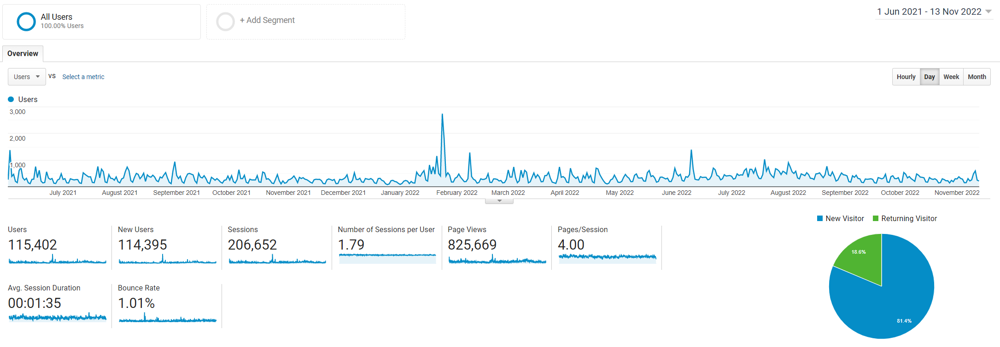 All Users
100.00% Users
+ Add Segment
1 Jun 2021 - 13 Nov 2022
Overview
Users
vs
Select a metric
Hourly
Day
Week
Month
Users
3,000
2,000
1,000
July 2021
August 2021
September 2021
October 2021
November 2021
December 2021
January 2022
February 2022
March 2022
April 2022
May 2022
June 2022
July 2022
August 2022
September 2022
October 2022
November 2022
New Visitor
Returning Visitor
Users
115,402
New Users
114,395
Sessions
206,652
Number of Sessions per User
1.79
Page Views
825,669
Pages/Session
4.00
18.6%
81.4%
Avg. Session Duration
00:01:35
Bounce Rate
1.01%